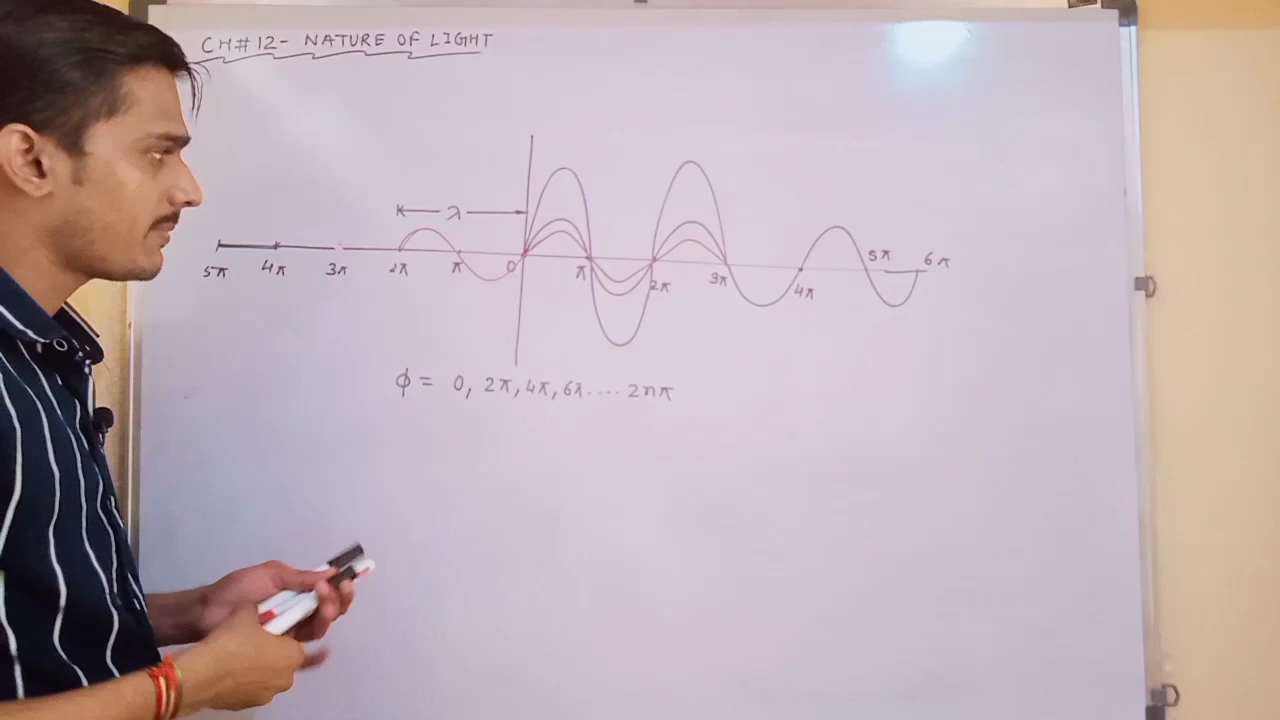 CH#12- NATURE OF LIGHT
λ
5π 4π 3π 2π π 0 π 2π 3π 4π 5π 6π
ϕ = 0, 2π, 4π, 6π.... 2nπ